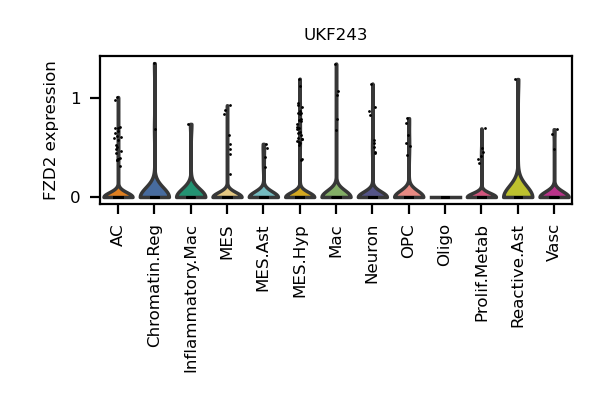 UKF243
FZD2 expression
1
0
AC
Chromatin.Reg
Inflammatory.Mac
MES
MES.Ast
MES.Hyp
Mac
Neuron
OPC
Oligo
Prolif.Metab
Reactive.Ast
Vasc